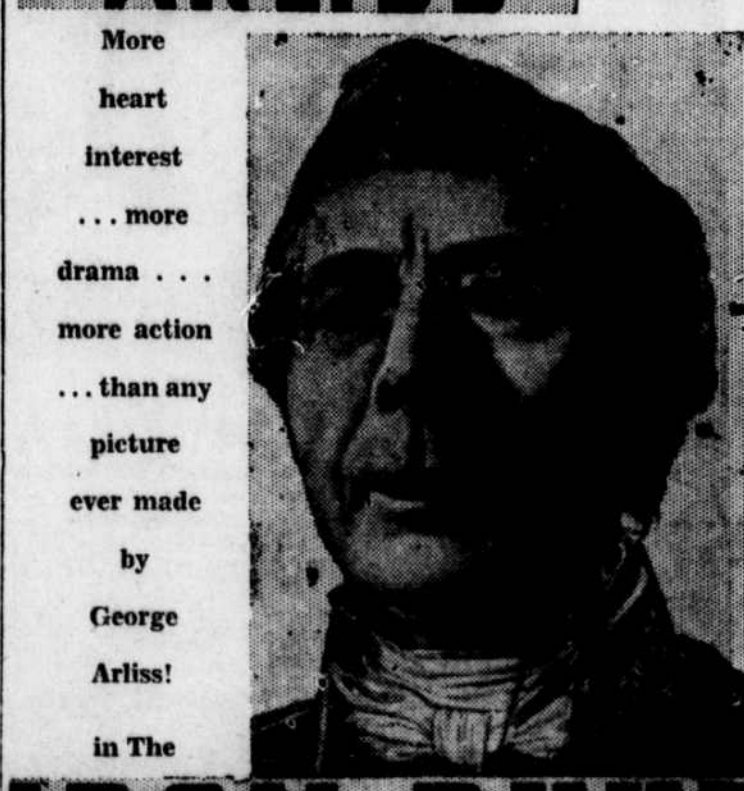 More
heart
interest
...more
drama . . .
more action
...than any
picture
ever made
by
George
Arliss!
in The